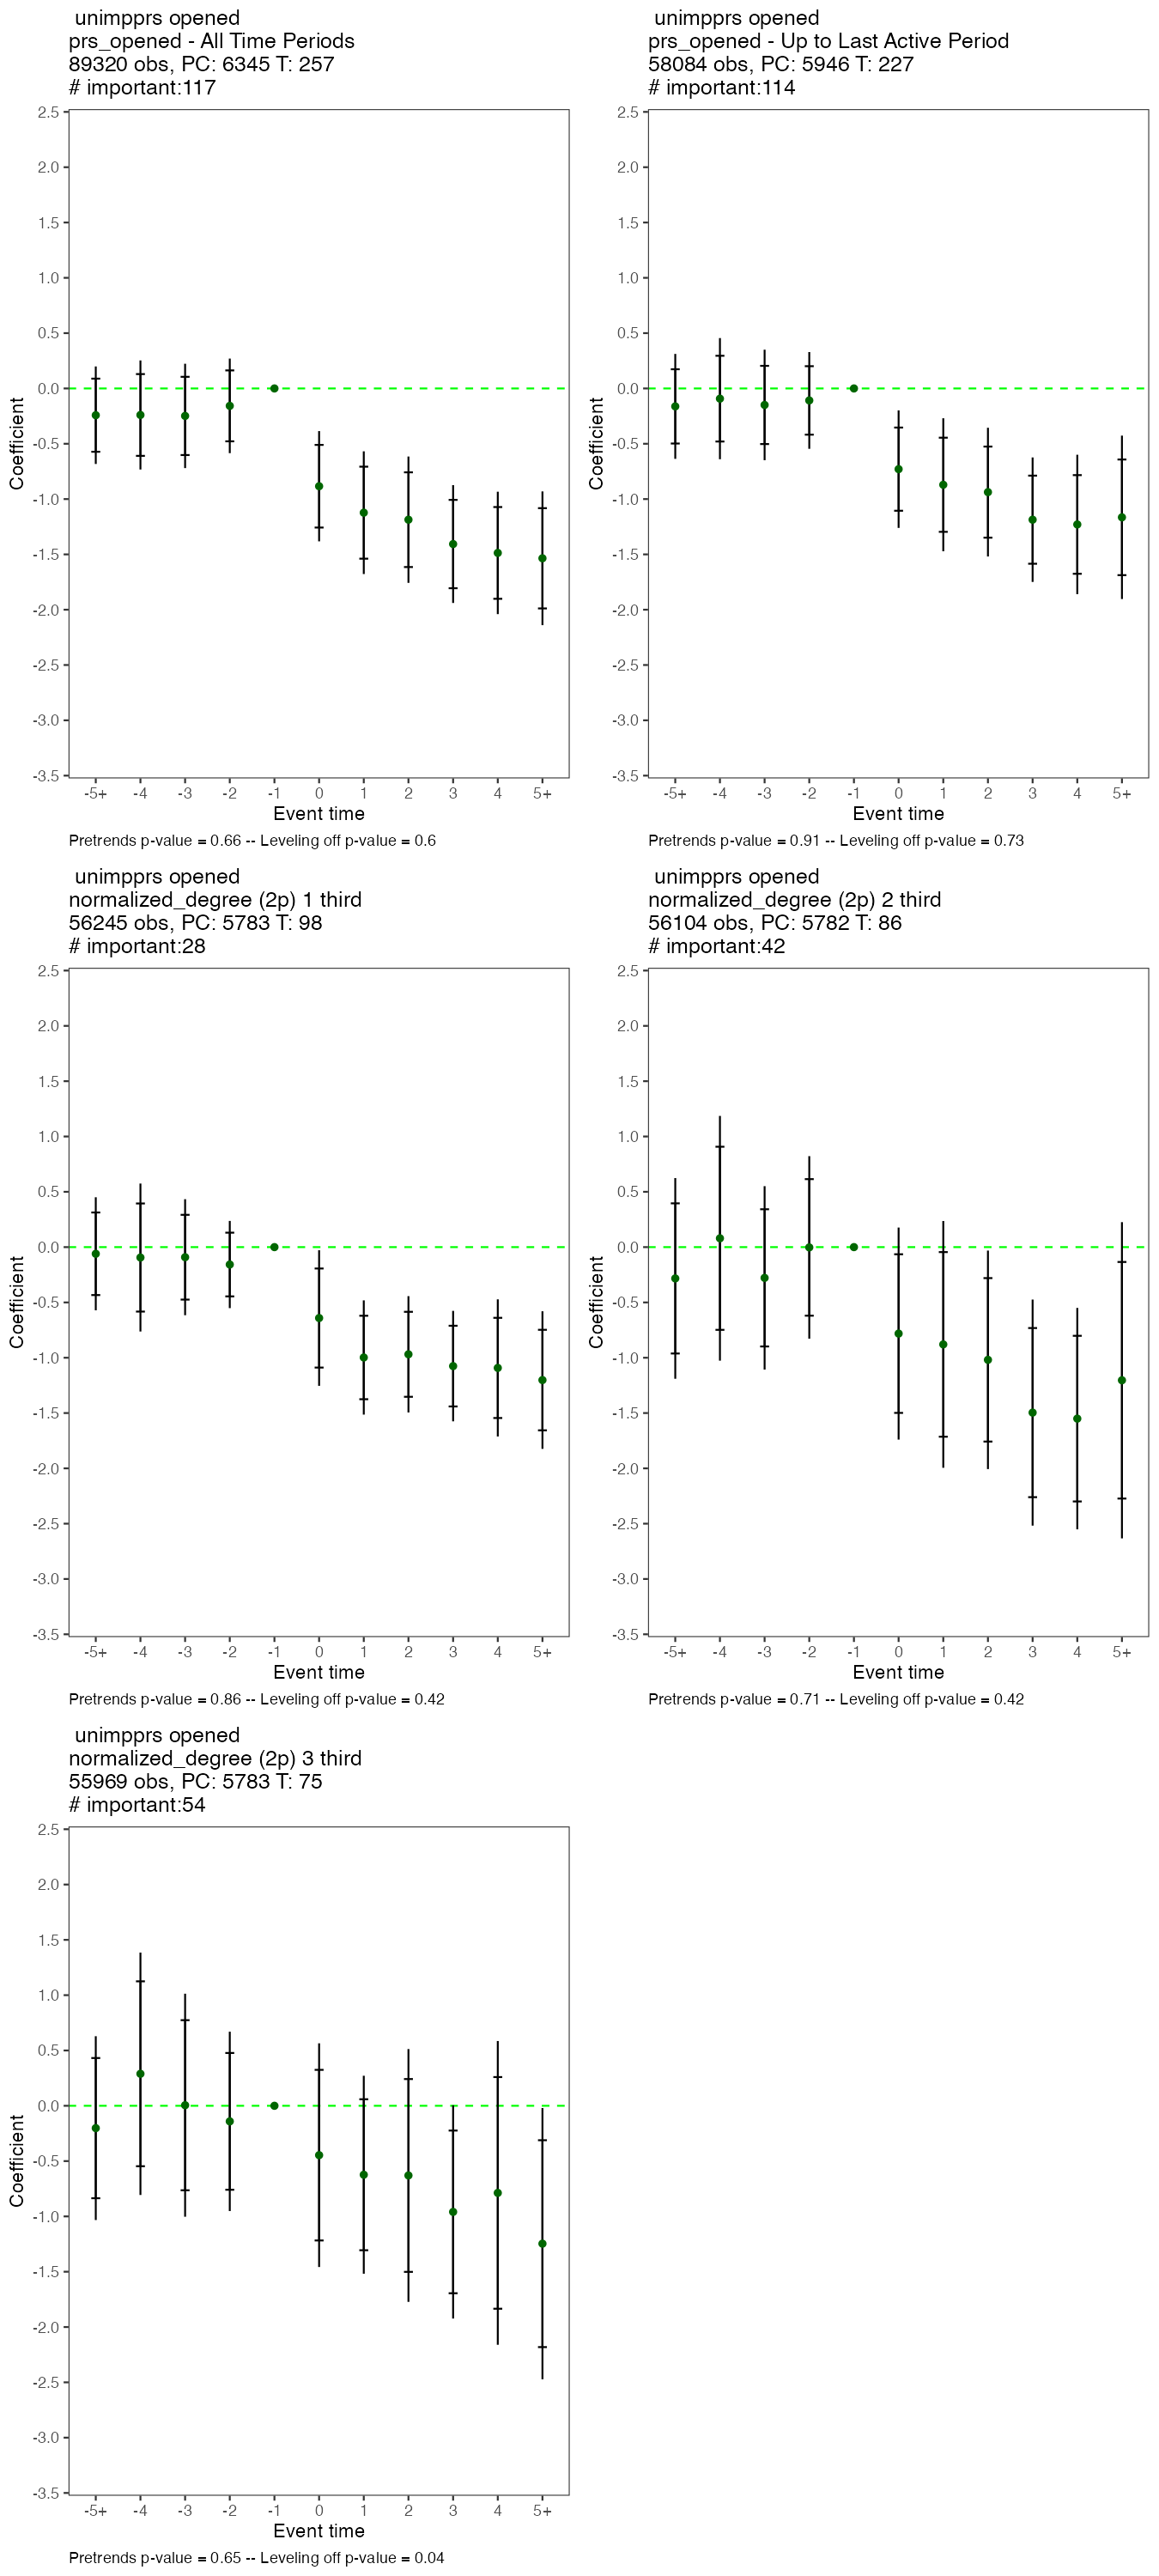 unimpprs opened
prs_opened - All Time Periods
89320 obs, PC: 6345 T: 257
# important:117
2.5
2.0
1.5
1.0
0.5
0.0
-0.5
-1.0
-1.5
-2.0
-2.5
-3.0
-3.5
Coefficient
-5+ -4 -3 -2 -1 0 1 2 3 4 5+
Event time
Pretrends p-value = 0.66 -- Leveling off p-value = 0.6
unimpprs opened
prs_opened - Up to Last Active Period
58084 obs, PC: 5946 T: 227
# important:114
2.5
2.0
1.5
1.0
0.5
0.0
-0.5
-1.0
-1.5
-2.0
-2.5
-3.0
-3.5
Coefficient
-5+ -4 -3 -2 -1 0 1 2 3 4 5+
Event time
Pretrends p-value = 0.91 -- Leveling off p-value = 0.73
unimpprs opened
normalized_degree (2p) 1 third
56245 obs, PC: 5783 T: 98
# important:28
2.5
2.0
1.5
1.0
0.5
0.0
-0.5
-1.0
-1.5
-2.0
-2.5
-3.0
-3.5
Coefficient
-5+ -4 -3 -2 -1 0 1 2 3 4 5+
Event time
Pretrends p-value = 0.86 -- Leveling off p-value = 0.42
unimpprs opened
normalized_degree (2p) 2 third
56104 obs, PC: 5782 T: 86
# important:42
2.5
2.0
1.5
1.0
0.5
0.0
-0.5
-1.0
-1.5
-2.0
-2.5
-3.0
-3.5
Coefficient
-5+ -4 -3 -2 -1 0 1 2 3 4 5+
Event time
Pretrends p-value = 0.71 -- Leveling off p-value = 0.42
unimpprs opened
normalized_degree (2p) 3 third
55969 obs, PC: 5783 T: 75
# important:54
2.5
2.0
1.5
1.0
0.5
0.0
-0.5
-1.0
-1.5
-2.0
-2.5
-3.0
-3.5
Coefficient
-5+ -4 -3 -2 -1 0 1 2 3 4 5+
Event time
Pretrends p-value = 0.65 -- Leveling off p-value = 0.04